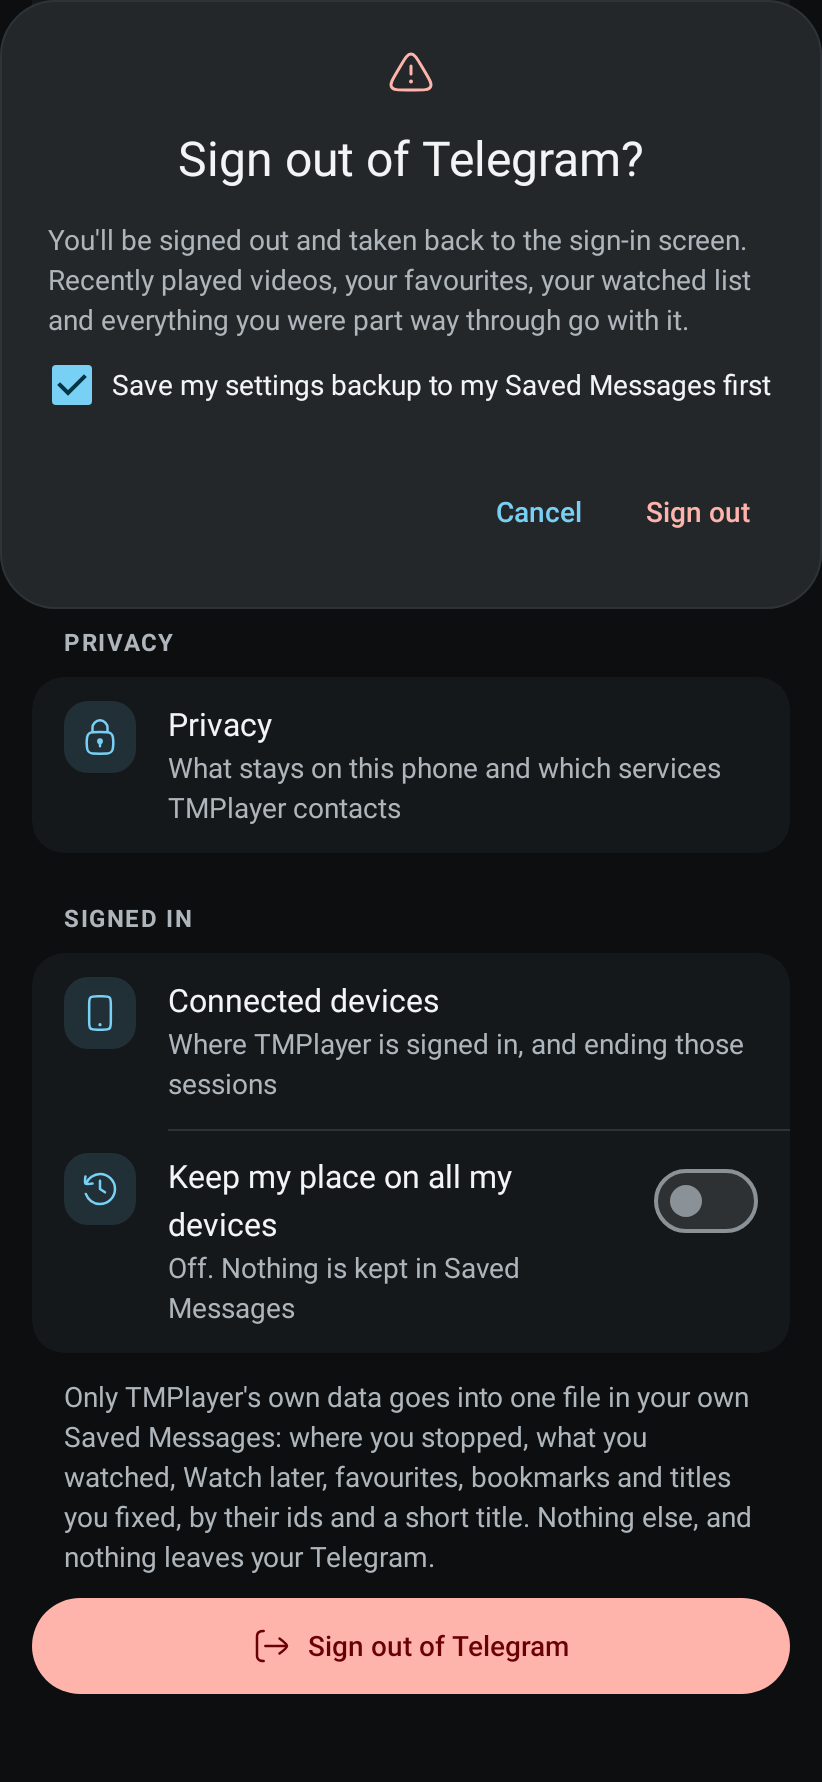 Sign out of Telegram?
You'll be signed out and taken back to the sign-in screen.
Recently played videos, your favourites, your watched list
and everything you were part way through go with it.
Save my settings backup to my Saved Messages first
Cancel
Sign out
PRIVACY
Privacy
What stays on this phone and which services
TMPlayer contacts
SIGNED IN
Connected devices
Where TMPlayer is signed in, and ending those
sessions
Keep my place on all my
devices
Off. Nothing is kept in Saved
Messages
Only TMPlayer's own data goes into one file in your own
Saved Messages: where you stopped, what you
watched, Watch later, favourites, bookmarks and titles
you fixed, by their ids and a short title. Nothing else, and
nothing leaves your Telegram.
Sign out of Telegram